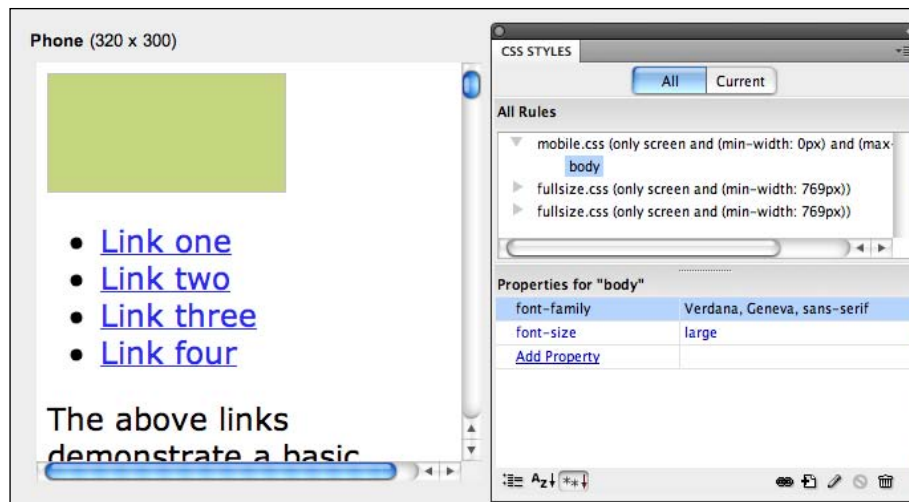 Phone (320 x 300)
Link one
Link two
Link three
Link four
The above links
demonstrate a basic
CSS STYLES
All
Current
All Rules
mobile.css (only screen and (min-width: 0px) and (max-
body
fullsize.css (only screen and (min-width: 769px))
fullsize.css (only screen and (min-width: 769px))
Properties for "body"
font-family Verdana, Geneva, sans-serif
font-size large
Add Property
AZ↓ **↓